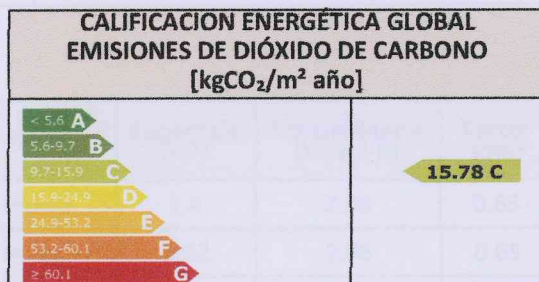 CALIFICACION ENERGÉTICA GLOBAL
EMISIONES DE DIÓXIDO DE CARBONO
[kgCO₂/m² año]
< 5.6 A
5.6-9.7 B
9.7-15.9 C
15.78 C
15.9-24.9 D
24.9-53.2 E
53.2-60.1 F
≥ 60.1 G